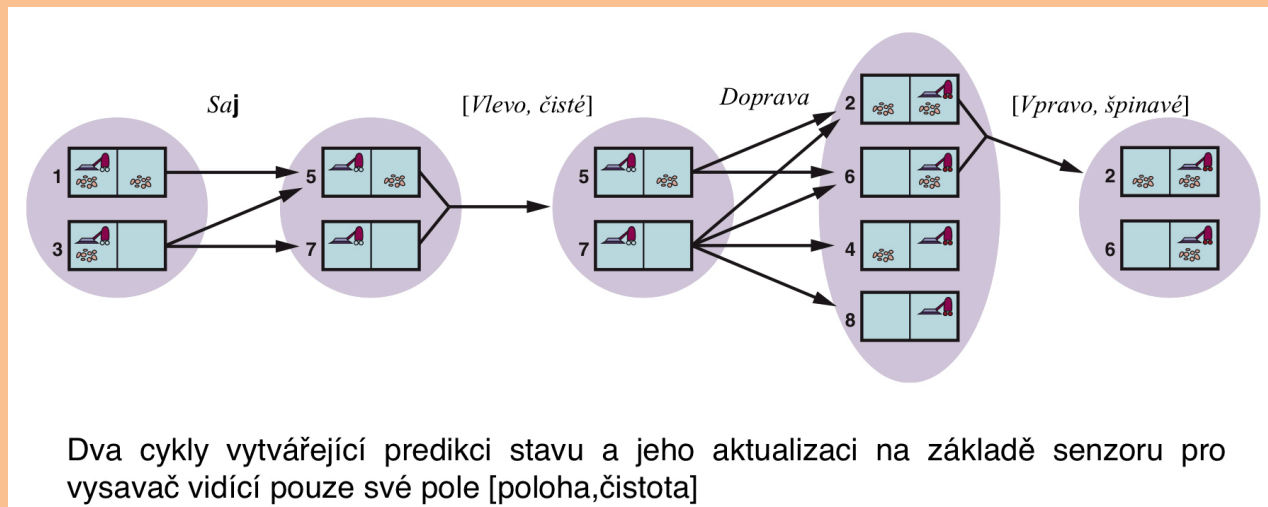 Saj
[Vlevo, čisté]
Doprava
[Vpravo, špinavé]
1
3
5
7
5
7
2
6
4
8
2
6
Dva cykly vytvářející predikci stavu a jeho aktualizaci na základě senzoru pro
vysavač vidící pouze své pole [poloha,čistota]